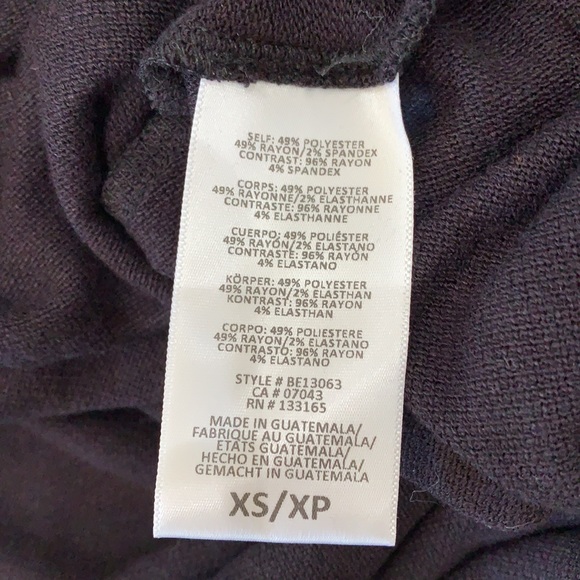 SELF: 49% POLYESTER
49% RAYON/2% SPANDEX
CONTRAST: 96% RAYON
4% SPANDEX
CORPS: 49% POLYESTER
49% RAYONNE/2% ELASTHANNE
CONTRASTE: 96% RAYONNE
4% ELASTHANNE
CUERPO: 49% POLIÉSTER
49% RAYÓN/2% ELASTANO
CONTRASTE: 96% RAYÓN
4% ELASTANO
KÖRPER: 49% POLYESTER
49% RAYON/2% ELASTHAN
KONTRAST: 96% RAYON
4% ELASTHAN
CORPO: 49% POLIESTERE
49% RAYON/2% ELASTANO
CONTRASTO: 96% RAYON
4% ELASTANO
STYLE # BE13063
CA # 07043
RN # 133165
MADE IN GUATEMALA/
FABRIQUE AU GUATEMALA/
ETATS GUATEMALA/
HECHO EN GUATEMALA/
GEMACHT IN GUATEMALA
XS/XP